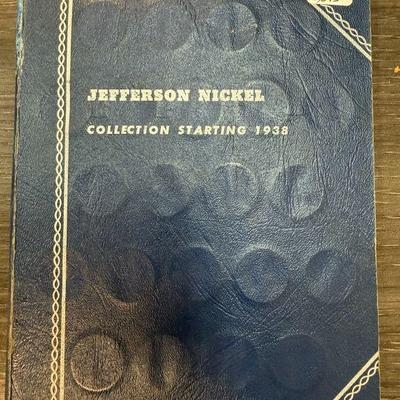 JEFFERSON NICKEL
COLLECTION STARTING 1938